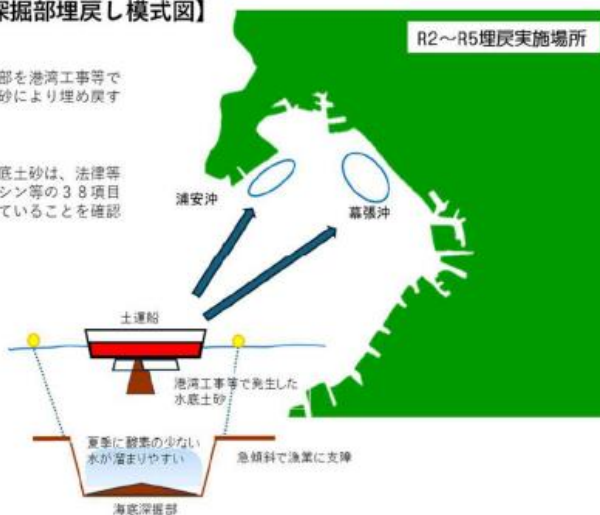 深掘部埋戻し模式図】
R2～R5埋戻実施場所
部を港湾工事等で
砂により埋め戻す
底土砂は、法律等
シン等の３８項目
ていることを確認
浦安沖
幕張沖
土運船
港湾工事等で発生した
水底土砂
夏季に酸素の少ない
水が溜まりやすい
急傾斜で漁業に支障
海底深掘部